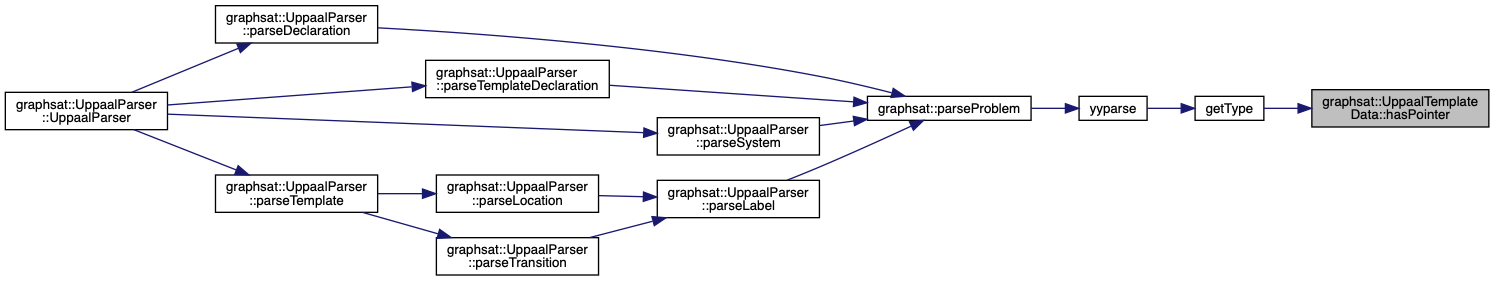 graphsat::UppaalParser
::parseDeclaration
graphsat::UppaalParser
::parseTemplateDeclaration
graphsat::UppaalParser
::UppaalParser
graphsat::parseProblem
yyparse
getType
graphsat::UppaalTemplate
Data::hasPointer
graphsat::UppaalParser
::parseSystem
graphsat::UppaalParser
::parseTemplate
graphsat::UppaalParser
::parseLocation
graphsat::UppaalParser
::parseLabel
graphsat::UppaalParser
::parseTransition